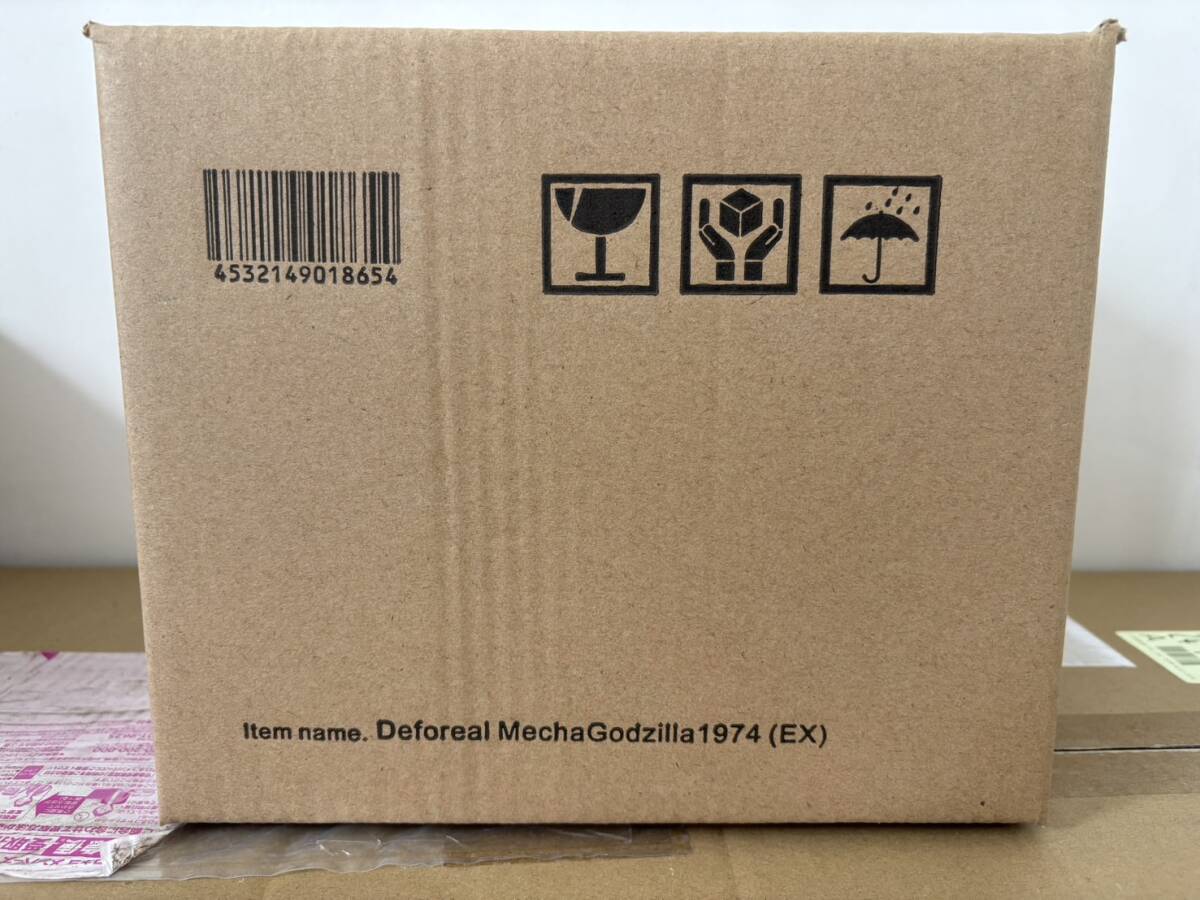 4532149018654
Item name. Deforeal MechaGodzilla1974 (EX)